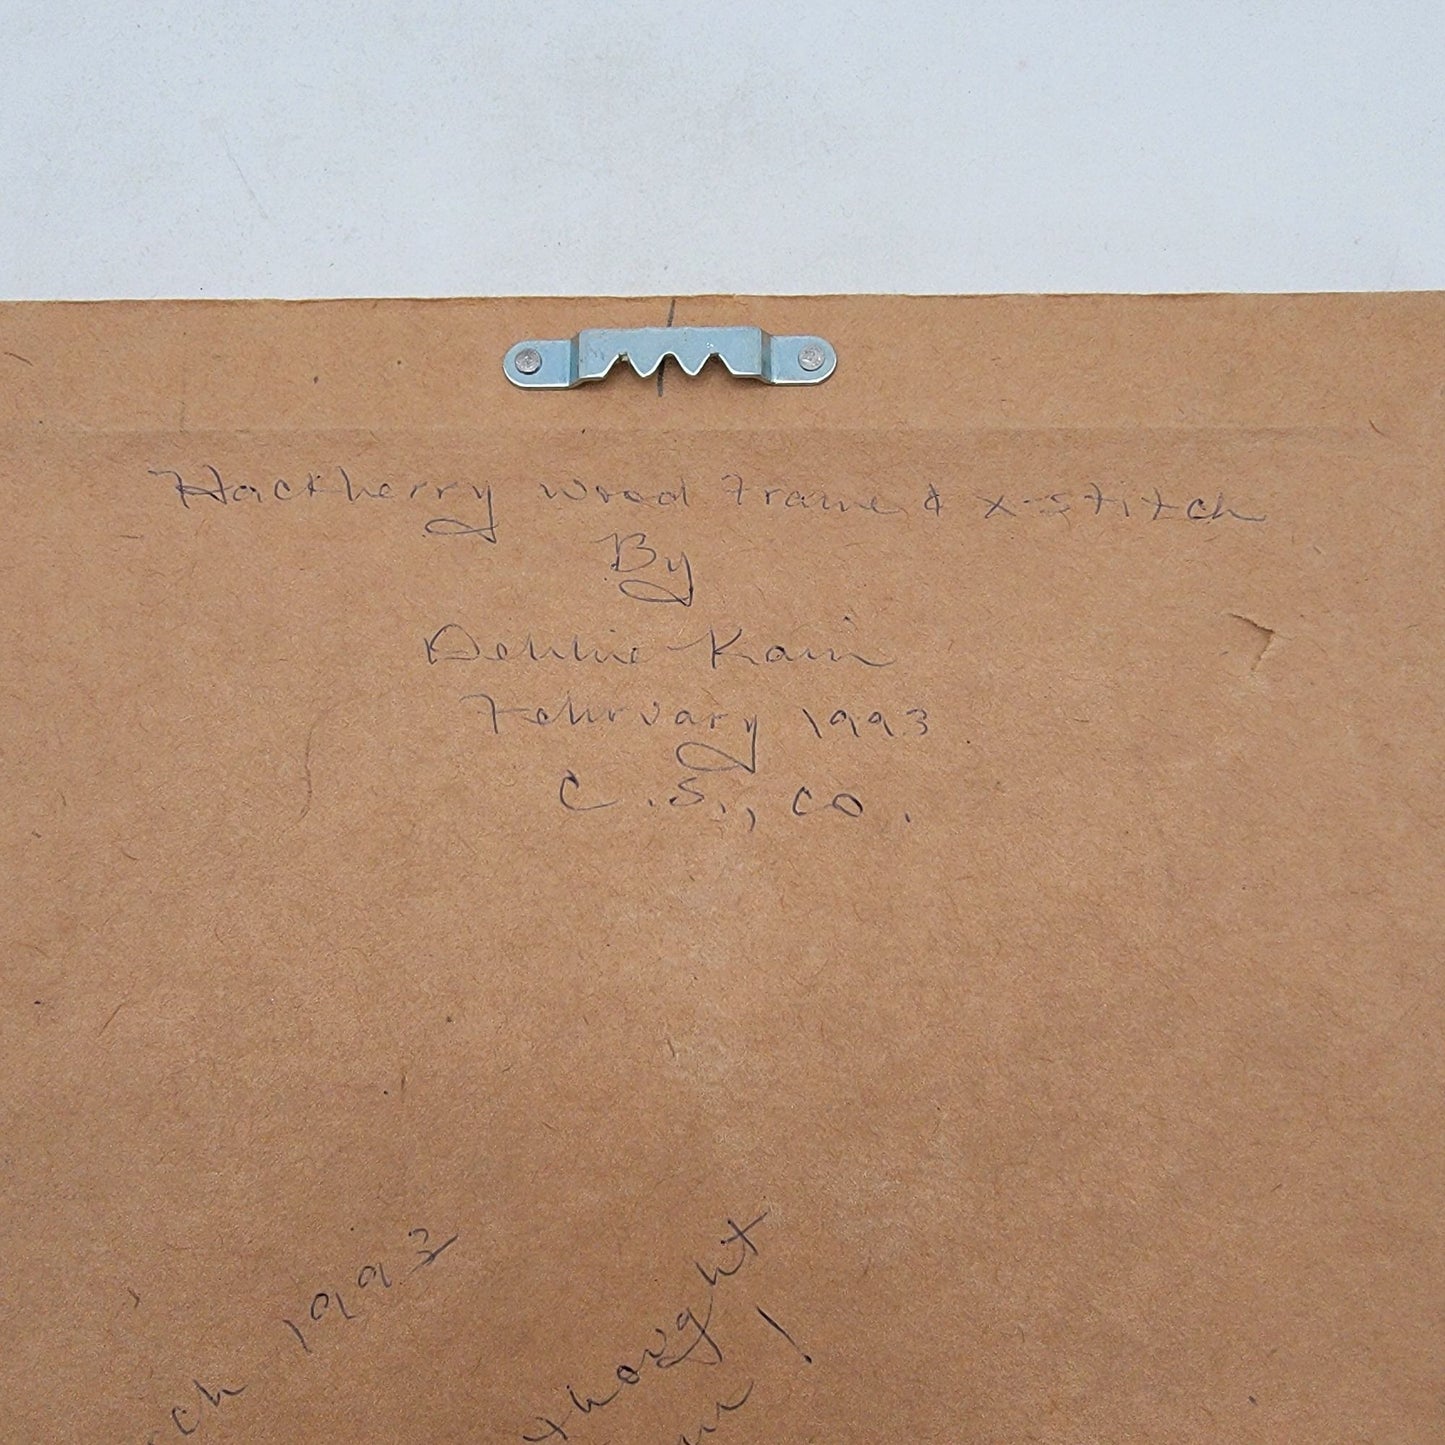 Hackberry wood Frame & x-stitch
By
Debbie Kain
February 1993
C.S., CO.
1993
thought
!